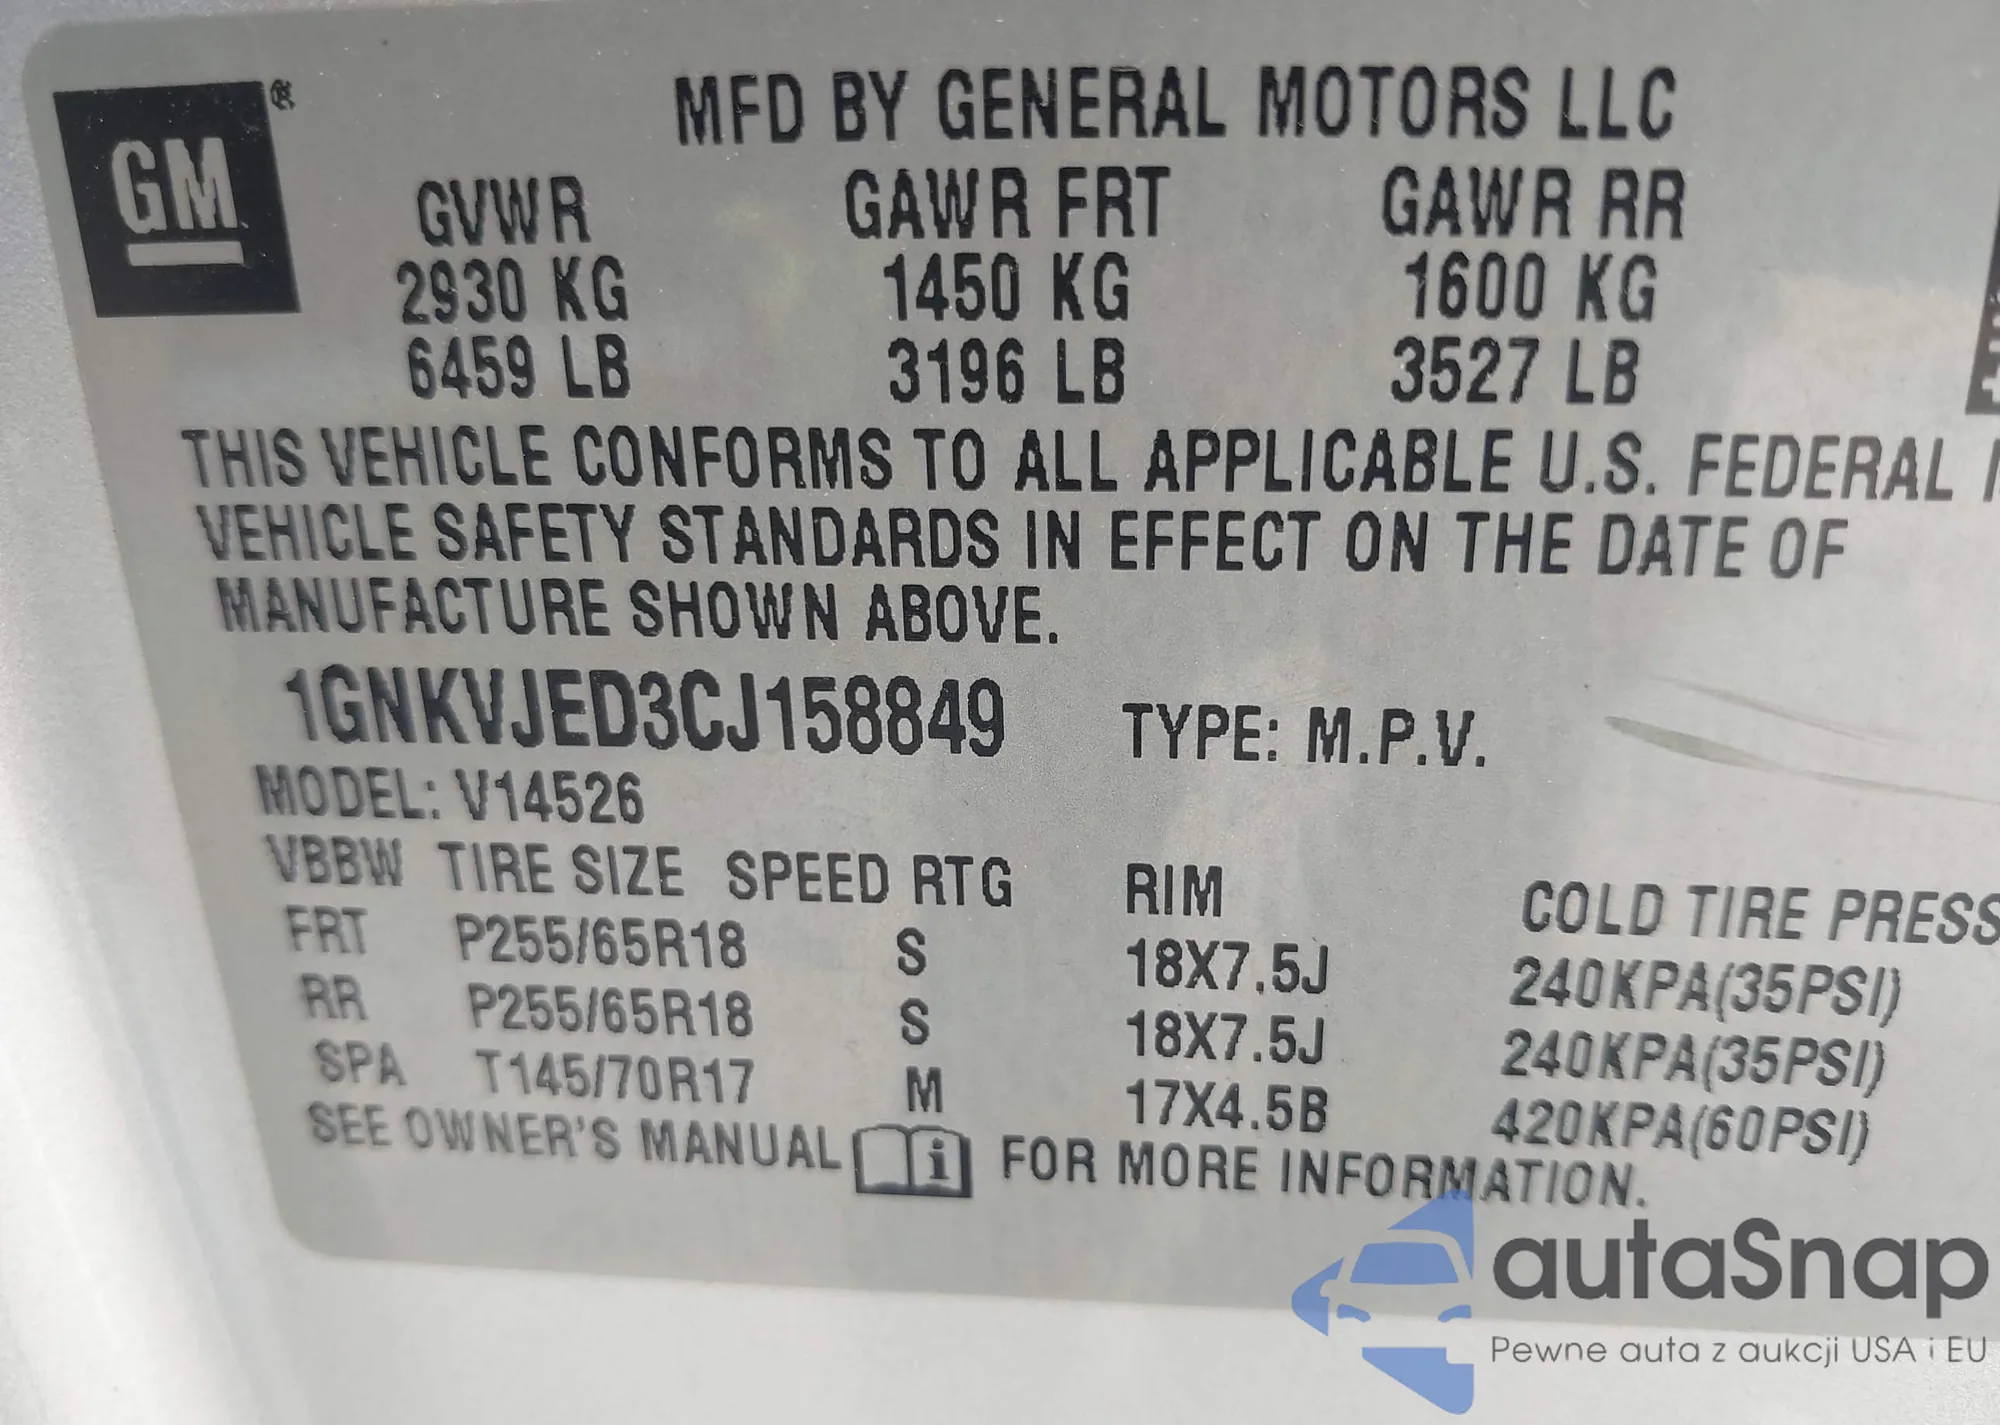 GM®
MFD BY GENERAL MOTORS LLC
GVWR GAWR FRT GAWR RR
2930 KG 1450 KG 1600 KG
6459 LB 3196 LB 3527 LB
THIS VEHICLE CONFORMS TO ALL APPLICABLE U.S. FEDERAL
VEHICLE SAFETY STANDARDS IN EFFECT ON THE DATE OF
MANUFACTURE SHOWN ABOVE.
1GNKVJED3CJ158849 TYPE: M.P.V.
MODEL: V14526
VBBW TIRE SIZE SPEED RTG RIM COLD TIRE PRESS
FRT P255/65R18 S 18X7.5J 240KPA(35PSI)
RR P255/65R18 S 18X7.5J 240KPA(35PSI)
SPA T145/70R17 M 17X4.5B 420KPA(60PSI)
SEE OWNER'S MANUAL i FOR MORE INFORMATION.
autaSnap
Pewne auta z aukcji USA i EU